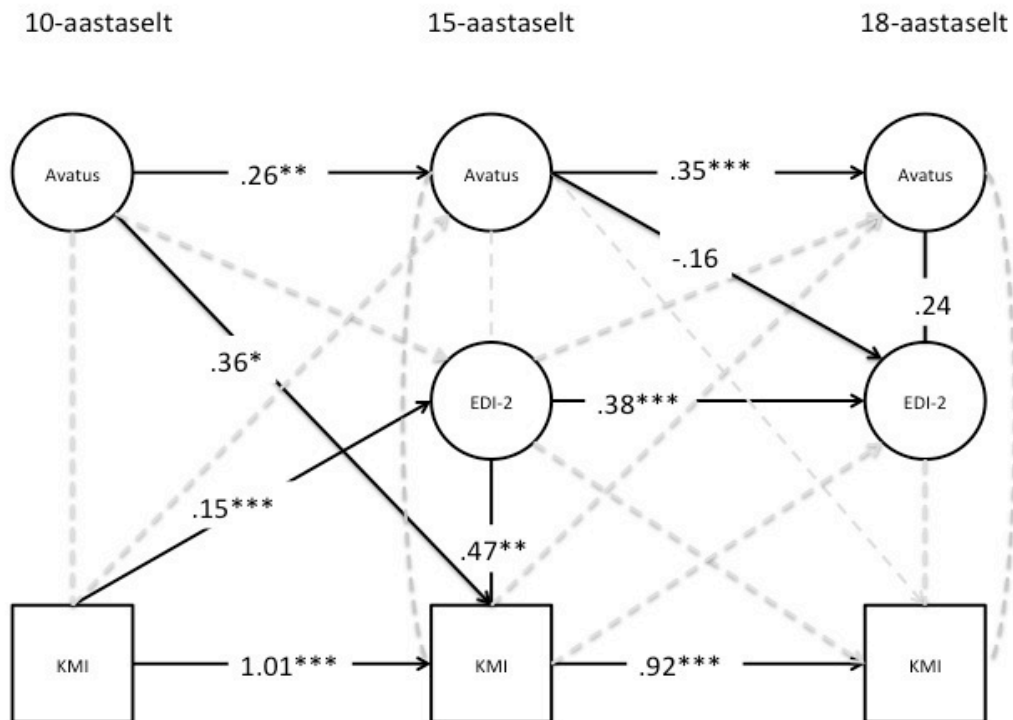 10-aastaselt 15-aastaselt 18-aastaselt
Avatus .26** Avatus .35*** Avatus
-.16
.24
.36*
EDI-2 .38*** EDI-2
.15***
.47**
KMI 1.01*** KMI .92*** KMI